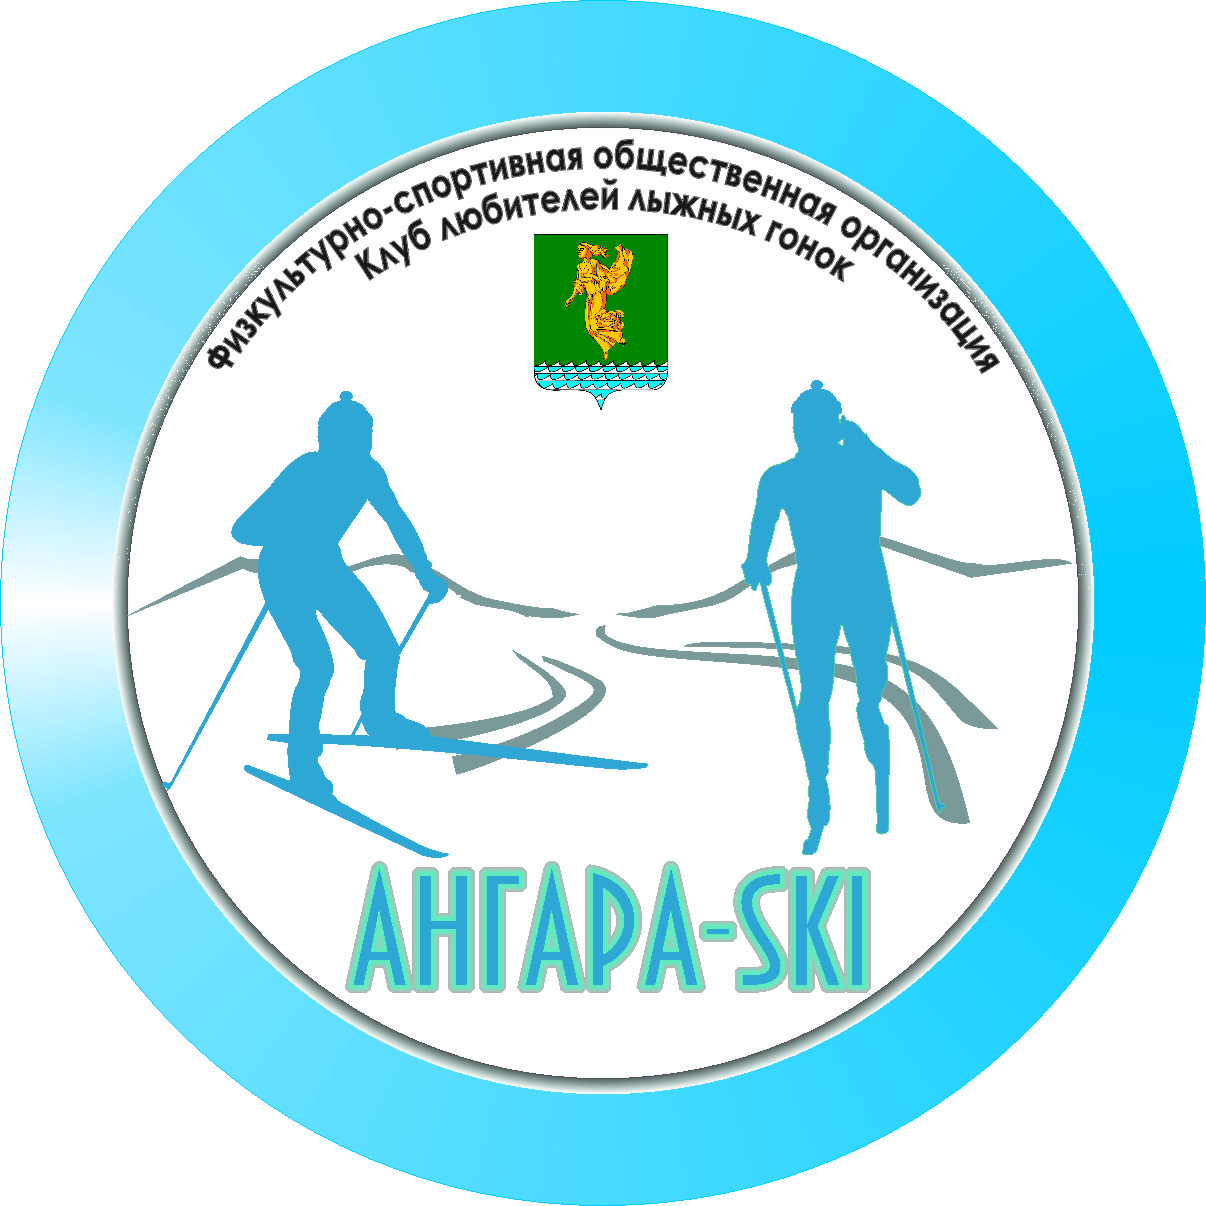 Физкультурно-спортивная общественная организация
Клуб любителей лыжных гонок
АНГАРА-SKI